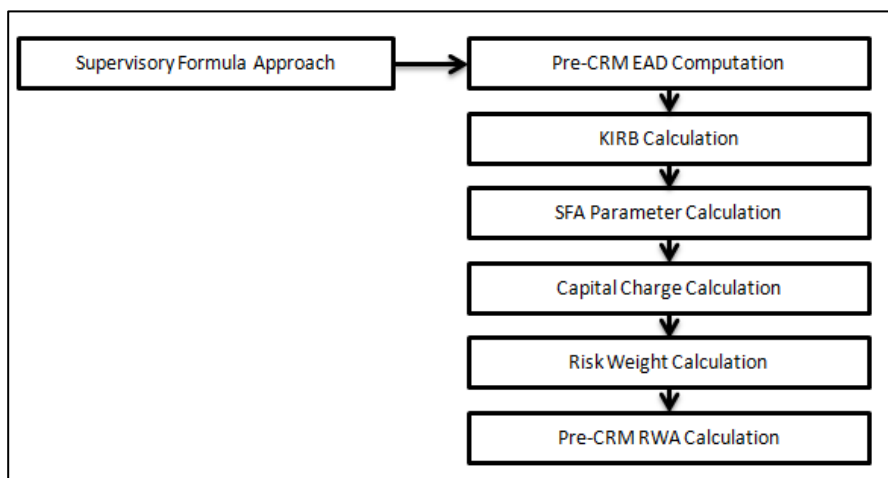 Supervisory Formula Approach
Pre-CRM EAD Computation
KIRB Calculation
SFA Parameter Calculation
Capital Charge Calculation
Risk Weight Calculation
Pre-CRM RWA Calculation